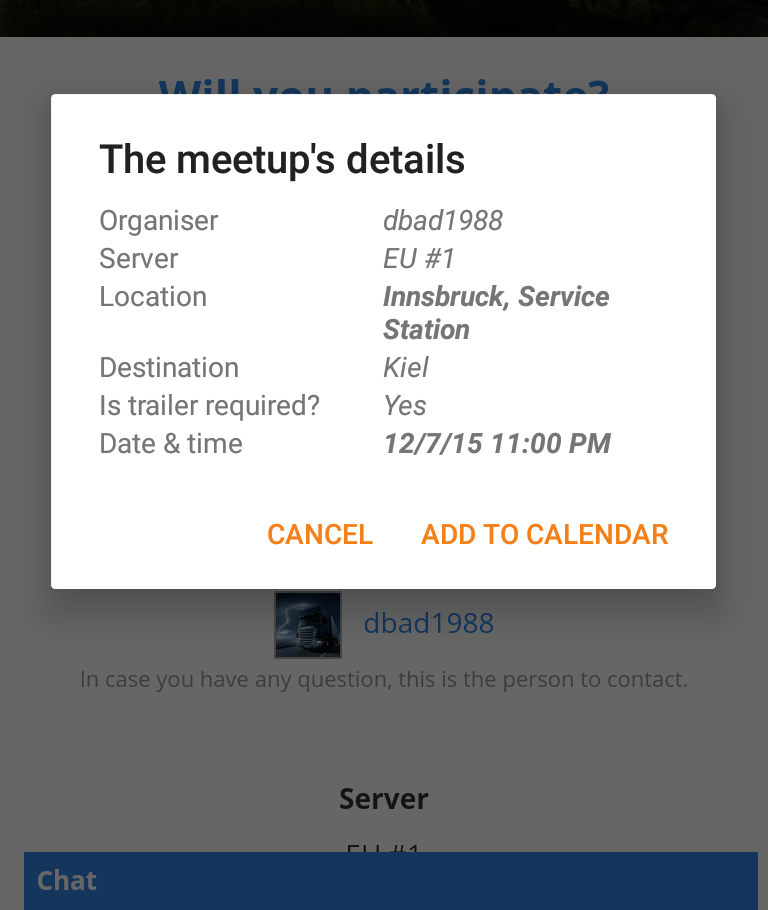 Will you participate?
The meetup's details
Organiser dbad1988
Server EU #1
Location Innsbruck, Service
Station
Destination Kiel
Is trailer required? Yes
Date & time 12/7/15 11:00 PM
CANCEL ADD TO CALENDAR
dbad1988
In case you have any question, this is the person to contact.
Server
EU #1
Chat